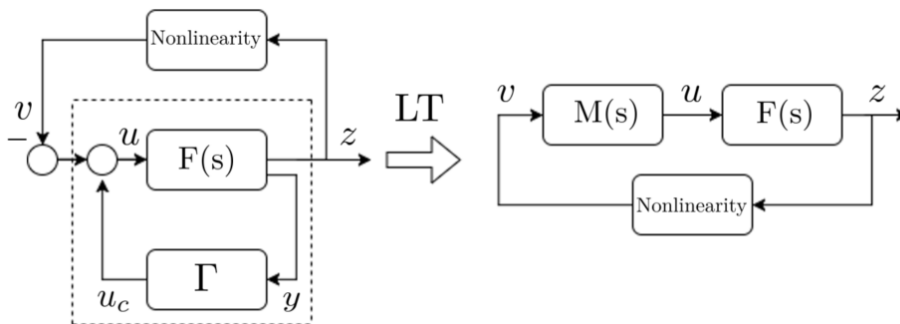 Nonlinearity
v
−
u
F(s)
z
Γ
u_c
y
LT
v
M(s)
u
F(s)
z
Nonlinearity